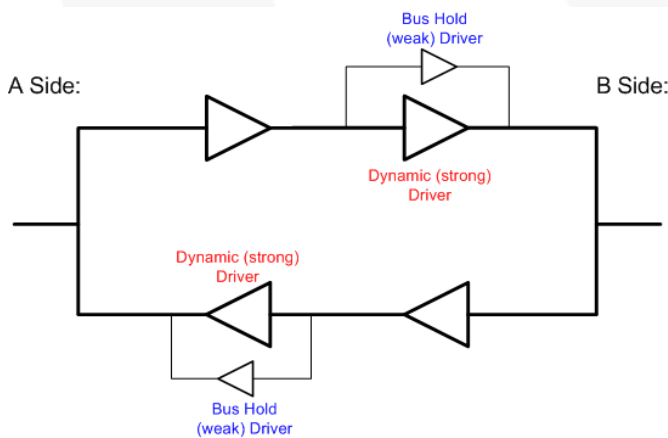 Bus Hold
(weak) Driver
A Side:
B Side:
Dynamic (strong)
Driver
Dynamic (strong)
Driver
Bus Hold
(weak) Driver